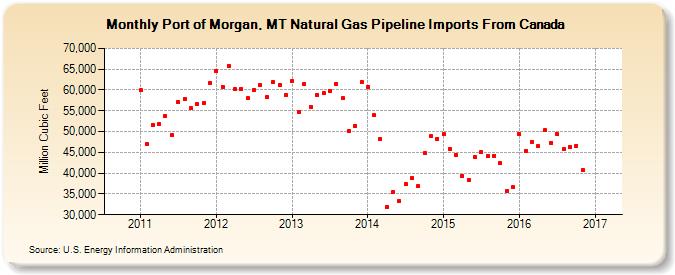 Monthly Port of Morgan, MT Natural Gas Pipeline Imports From Canada
Million Cubic Feet
70,000
65,000
60,000
55,000
50,000
45,000
40,000
35,000
30,000
2011 2012 2013 2014 2015 2016 2017
Source: U.S. Energy Information Administration